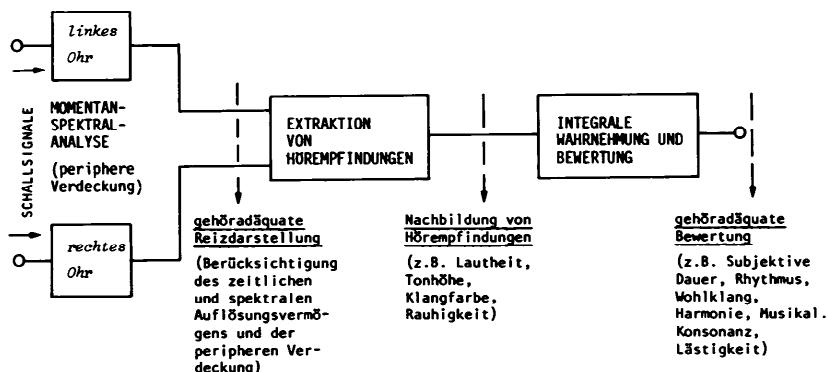 linkes
Ohr
SCHALLSIGNALE
MOMENTAN-
SPEKTRAL-
ANALYSE
(periphere
Verdeckung)
rechtes
Ohr
EXTRAKTION
VON
HÖREMPFINDUNGEN
INTEGRALE
WAHRNEHMUNG UND
BEWERTUNG
gehöradäquate
Reizdarstellung
(Berücksichtigung
des zeitlichen
und spektralen
Auflösungsvermö-
gens und der
peripheren Ver-
deckung)
Nachbildung von
Hörempfindungen
(z.B. Lautheit,
Tonhöhe,
Klangfarbe,
Rauhigkeit)
gehöradäquate
Bewertung
(z.B. Subjektive
Dauer, Rhythmus,
Wohlklang,
Harmonie, Musikal.
Konsonanz,
Lästigkeit)